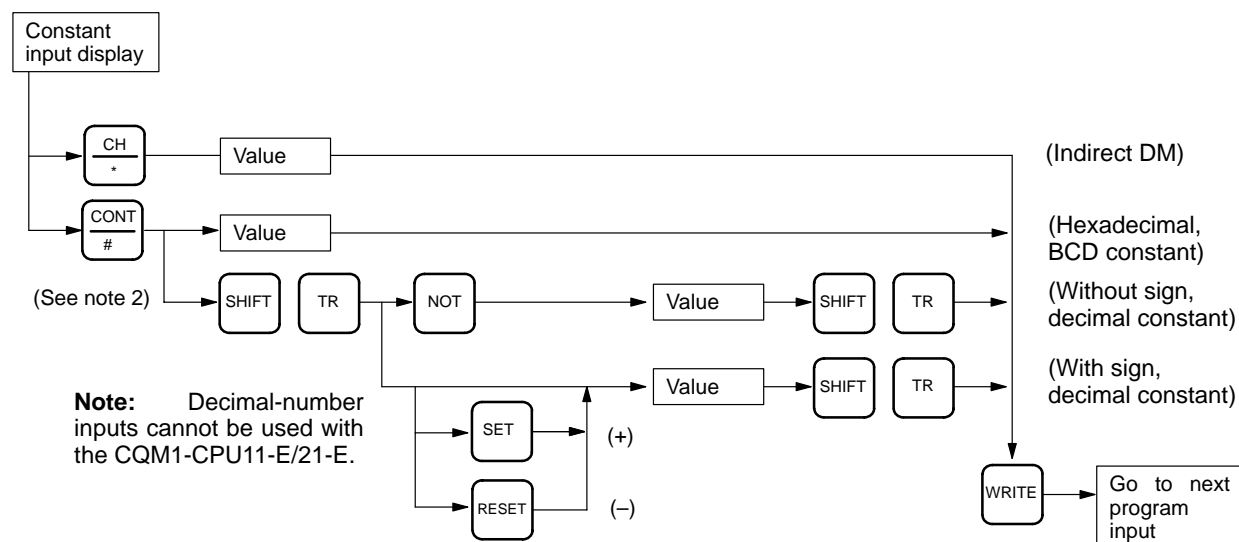 Constant
input display
CH
*
Value
(Indirect DM)
CONT
#
Value
(Hexadecimal,
BCD constant)
(See note 2)
SHIFT
TR
NOT
Value
SHIFT
TR
(Without sign,
decimal constant)
Value
SHIFT
TR
(With sign,
decimal constant)
Note: Decimal-number
inputs cannot be used with
the CQM1-CPU11-E/21-E.
SET
(+)
RESET
(–)
WRITE
Go to next
program
input